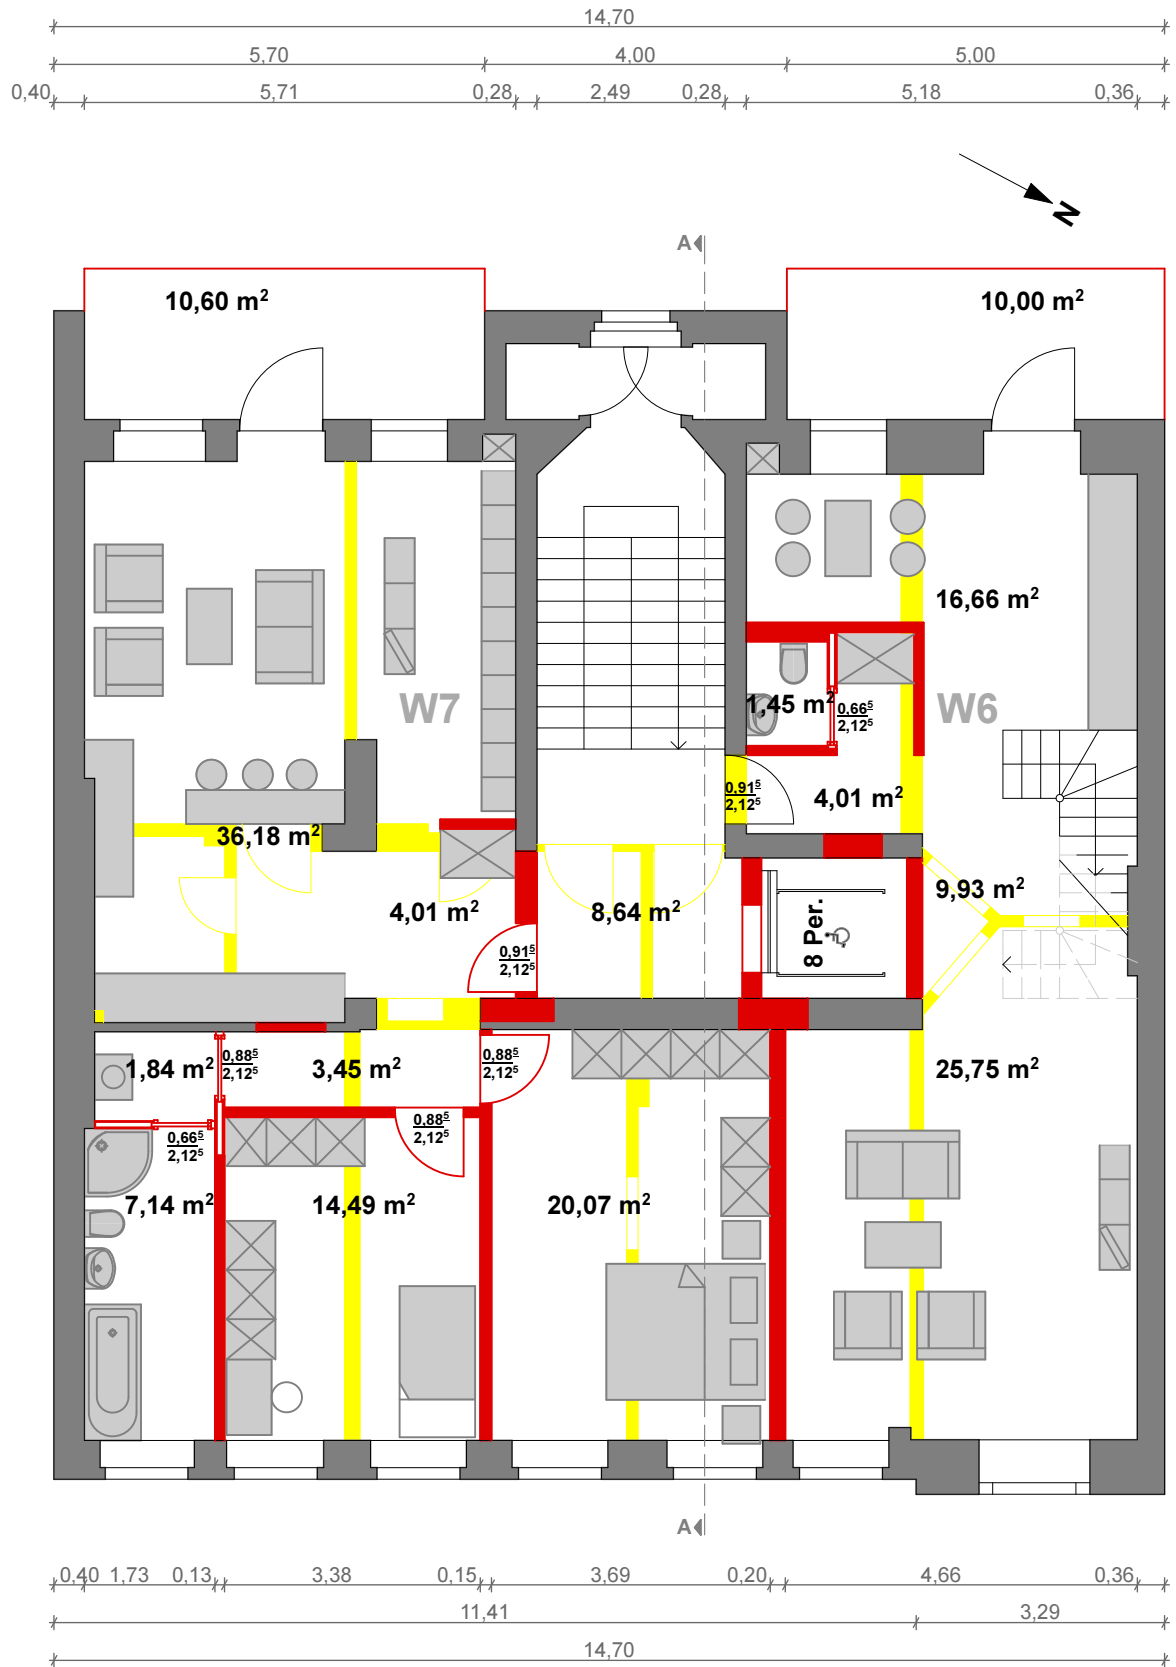 14,70
5,70 4,00 5,00
0,40 5,71 0,28 2,49 0,28 5,18 0,36
N
A
10,60 m²
10,00 m²
16,66 m²
W7
1,45 m²
0,66⁵
2,12⁵
W6
0,91⁵
2,12⁵
4,01 m²
36,18 m²
4,01 m²
8,64 m²
8 Per.
9,93 m²
0,91⁵
2,12⁵
1,84 m²
0,88⁵
2,12⁵
3,45 m²
0,88⁵
2,12⁵
25,75 m²
0,66⁵
2,12⁵
0,88⁵
2,12⁵
7,14 m²
14,49 m²
20,07 m²
A
0,40 1,73 0,13 3,38 0,15 3,69 0,20 4,66 0,36
11,41 3,29
14,70